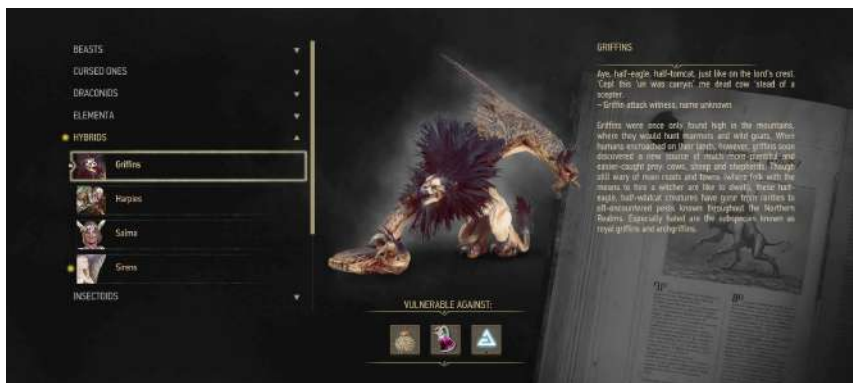 BEASTS
CURSED ONES
DRACONIDS
ELEMENTA
HYBRIDS
Griffins
Harpies
Salma
Sirens
INSECTOIDS
VULNERABLE AGAINST:
GRIFFINS
Aye, half-eagle, half-tomcat, just like on the lord's crest.
'Cept this 'un was carryin' me dead cow 'stead of a
scepter.
– Griffin attack witness, name unknown
Griffins were once only found high in the mountains,
where they would hunt marmots and wild goats. When
humans encroached on their lands, however, griffins soon
discovered a new source of much more plentiful and
easier-caught prey: cows, sheep and shepherds. Though
still wary of main roads and towns (where folk with the
means to hire a witcher are like to dwell), these half-
eagle, half-wildcat creatures have gone from rarities to
oft-encountered pests known throughout the Northern
Realms. Especially hated are the subspecies known as
royal griffins and archgriffins.